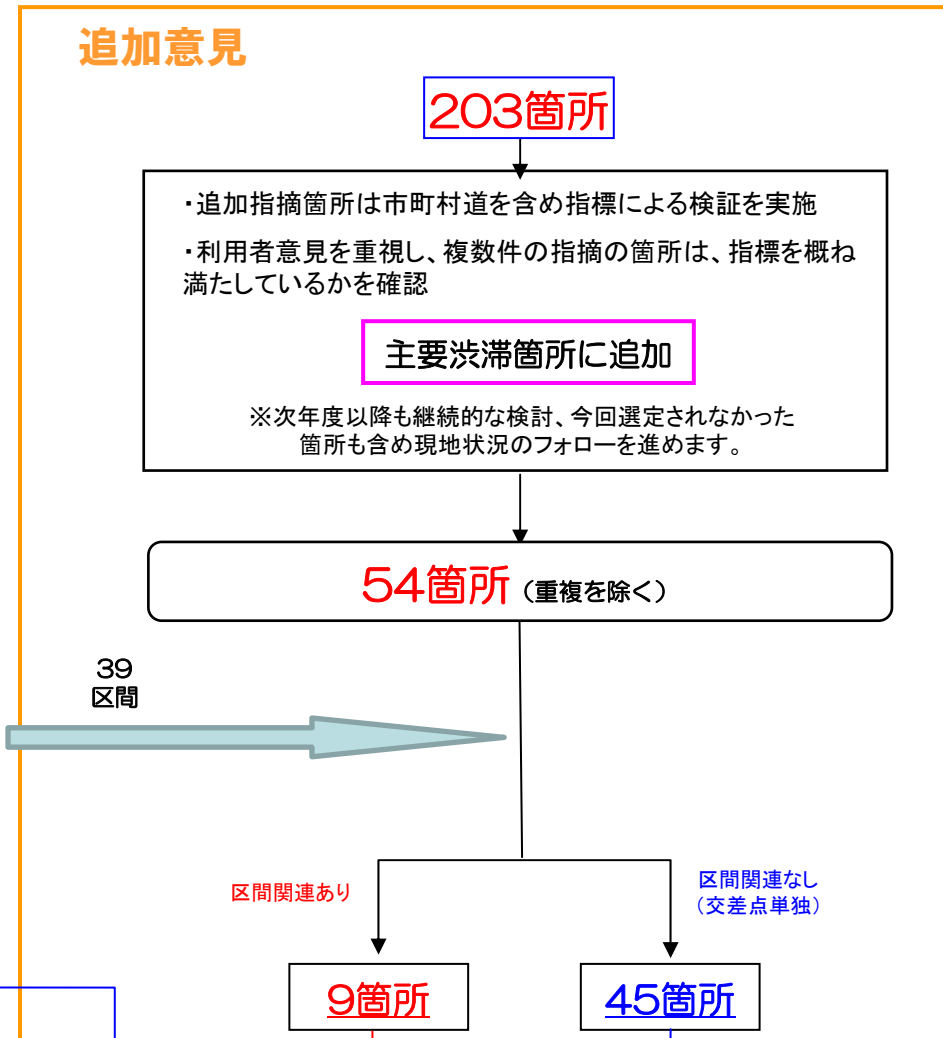 追加意見
203箇所
・追加指摘箇所は市町村道を含め指標による検証を実施
・利用者意見を重視し、複数件の指摘の箇所は、指標を概ね
満たしているかを確認
主要渋滞箇所に追加
※次年度以降も継続的な検討、今回選定されなかった
箇所も含め現地状況のフォローを進めます。
54箇所（重複を除く）
39
区間
区間関連あり
区間関連なし
（交差点単独）
9箇所
45箇所